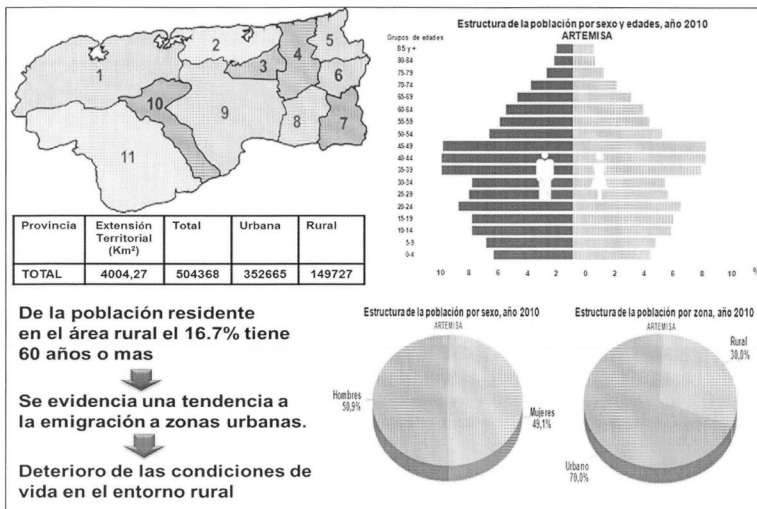 1
2
3
4
5
6
7
8
9
10
11
Provincia Extensión Territorial (Km²) Total Urbana Rural
TOTAL 4004,27 504368 352665 149727
De la población residente
en el área rural el 16.7% tiene
60 años o mas
Se evidencia una tendencia a
la emigración a zonas urbanas.
Deterioro de las condiciones de
vida en el entorno rural
Estructura de la población por sexo y edades, año 2010
ARTEMISA
Grupos de edades
85 y +
80-84
75-79
70-74
65-69
60-64
55-59
50-54
45-49
40-44
35-39
30-34
25-29
20-24
15-19
10-14
5-9
0-4
10 8 6 4 2 0 0 2 4 6 8 10 %
Estructura de la población por sexo, año 2010
ARTEMISA
Hombres
50,9%
Mujeres
49,1%
Estructura de la población por zona, año 2010
ARTEMISA
Rural
30,0%
Urbano
70,0%